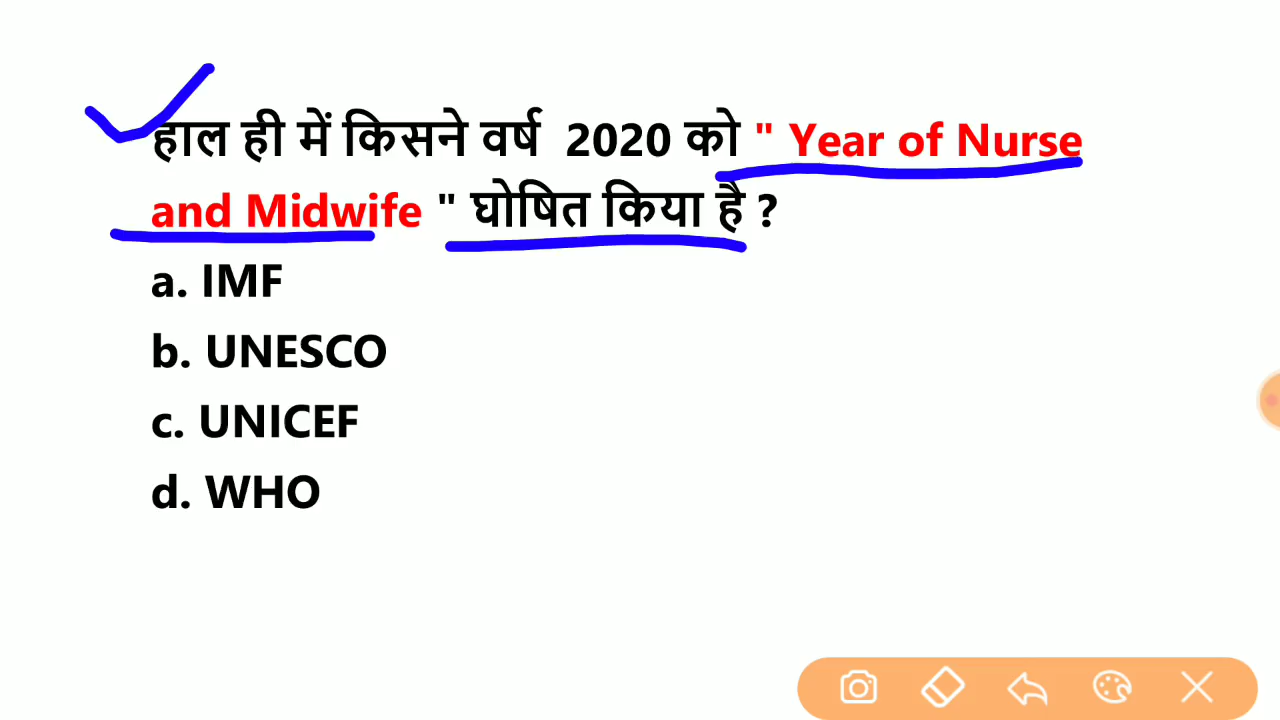 हाल ही में किसने वर्ष 2020 को " Year of Nurse
and Midwife " घोषित किया है ?
a. IMF
b. UNESCO
c. UNICEF
d. WHO